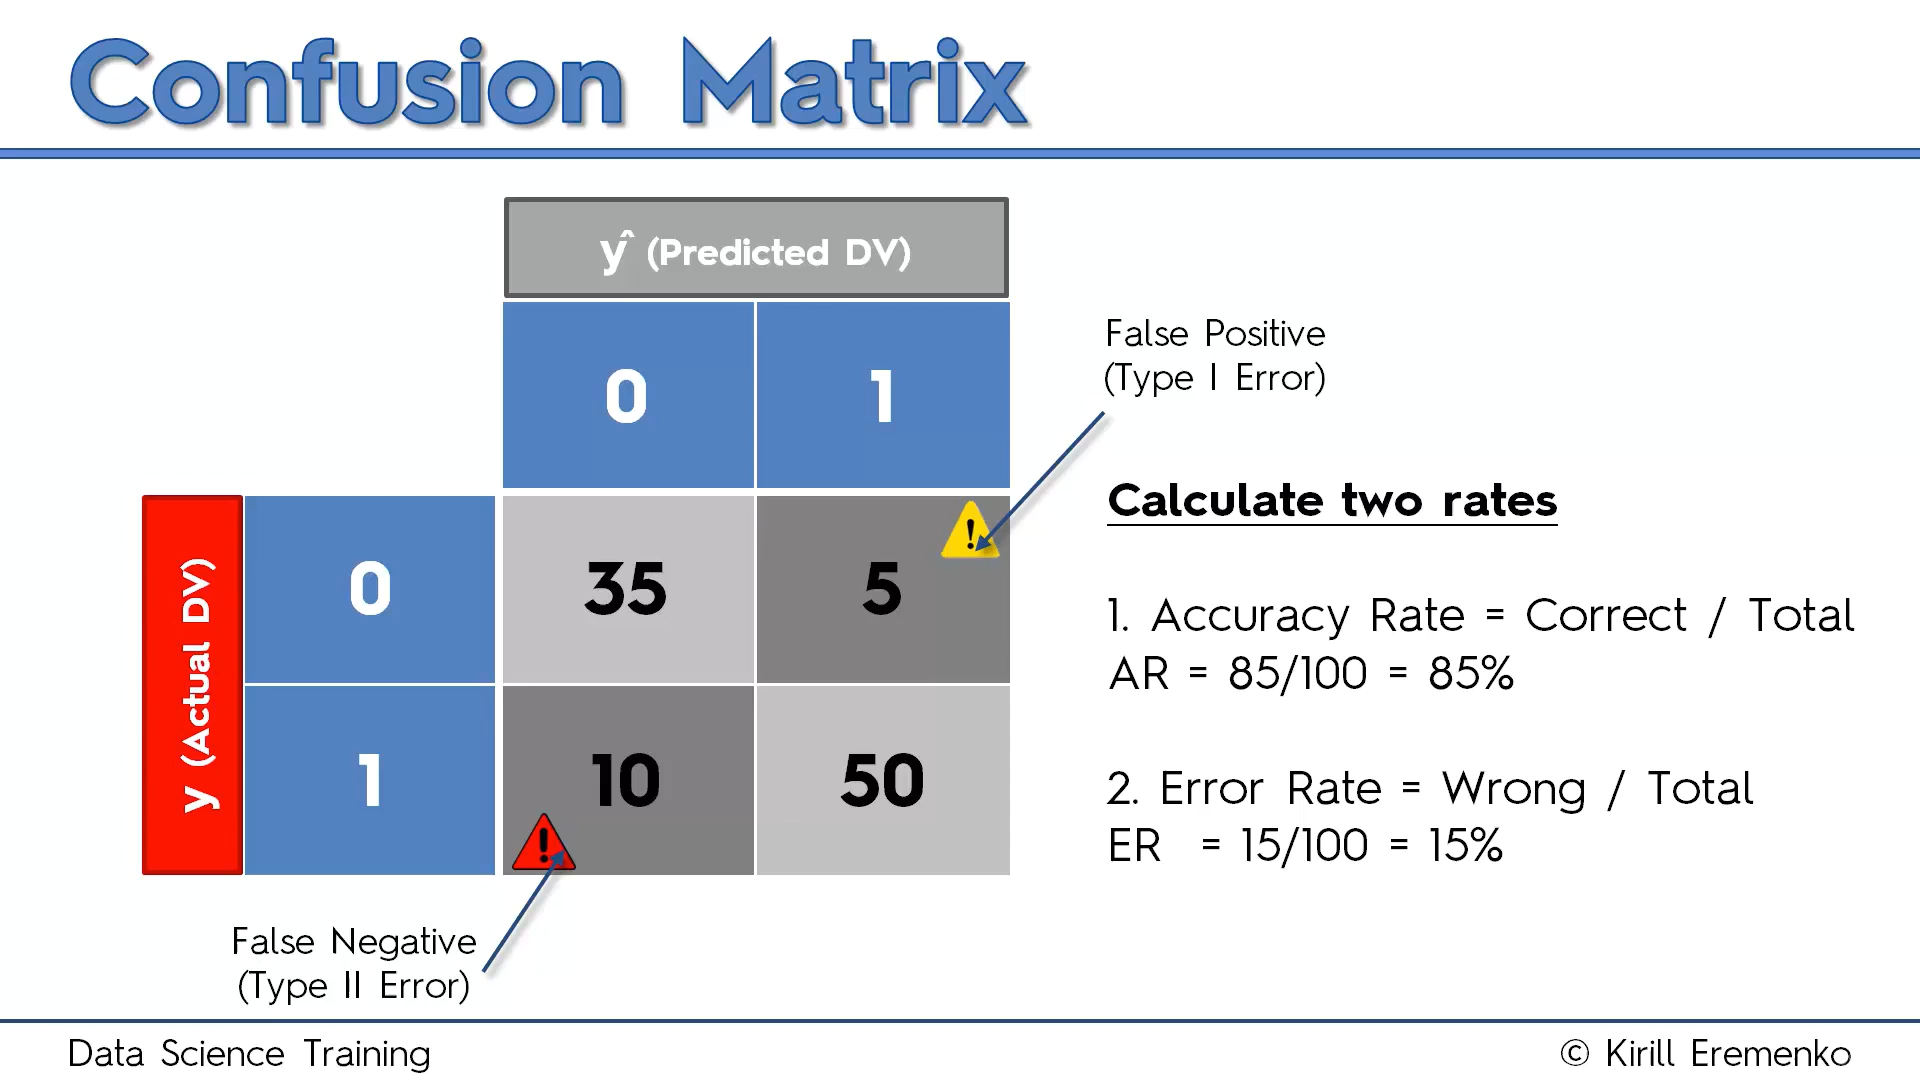 Confusion Matrix
ŷ (Predicted DV)
0 1
False Positive
(Type I Error)
y (Actual DV)
0 35 5
1 10 50
Calculate two rates
1. Accuracy Rate = Correct / Total
AR = 85/100 = 85%
2. Error Rate = Wrong / Total
ER = 15/100 = 15%
False Negative
(Type II Error)
Data Science Training
© Kirill Eremenko